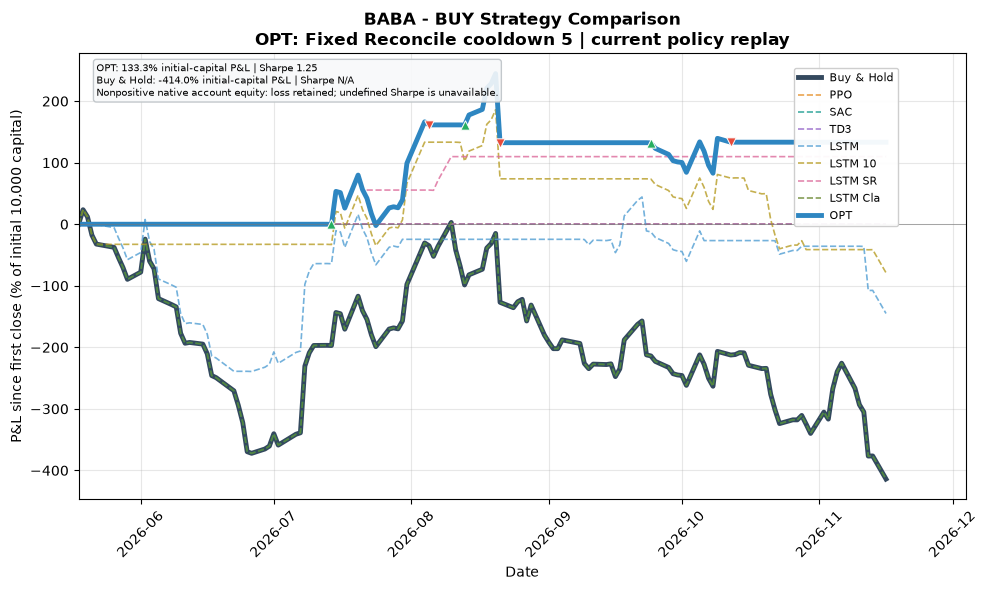 BABA - BUY Strategy Comparison
OPT: Fixed Reconcile cooldown 5 | current policy replay
OPT: 133.3% initial-capital P&L | Sharpe 1.25
Buy & Hold: -414.0% initial-capital P&L | Sharpe N/A
Nonpositive native account equity: loss retained; undefined Sharpe is unavailable.
Buy & Hold
PPO
SAC
TD3
LSTM
LSTM 10
LSTM SR
LSTM Cla
OPT
P&L since first close (% of initial 10,000 capital)
200
100
0
−100
−200
−300
−400
2026-06
2026-07
2026-08
2026-09
2026-10
2026-11
2026-12
Date